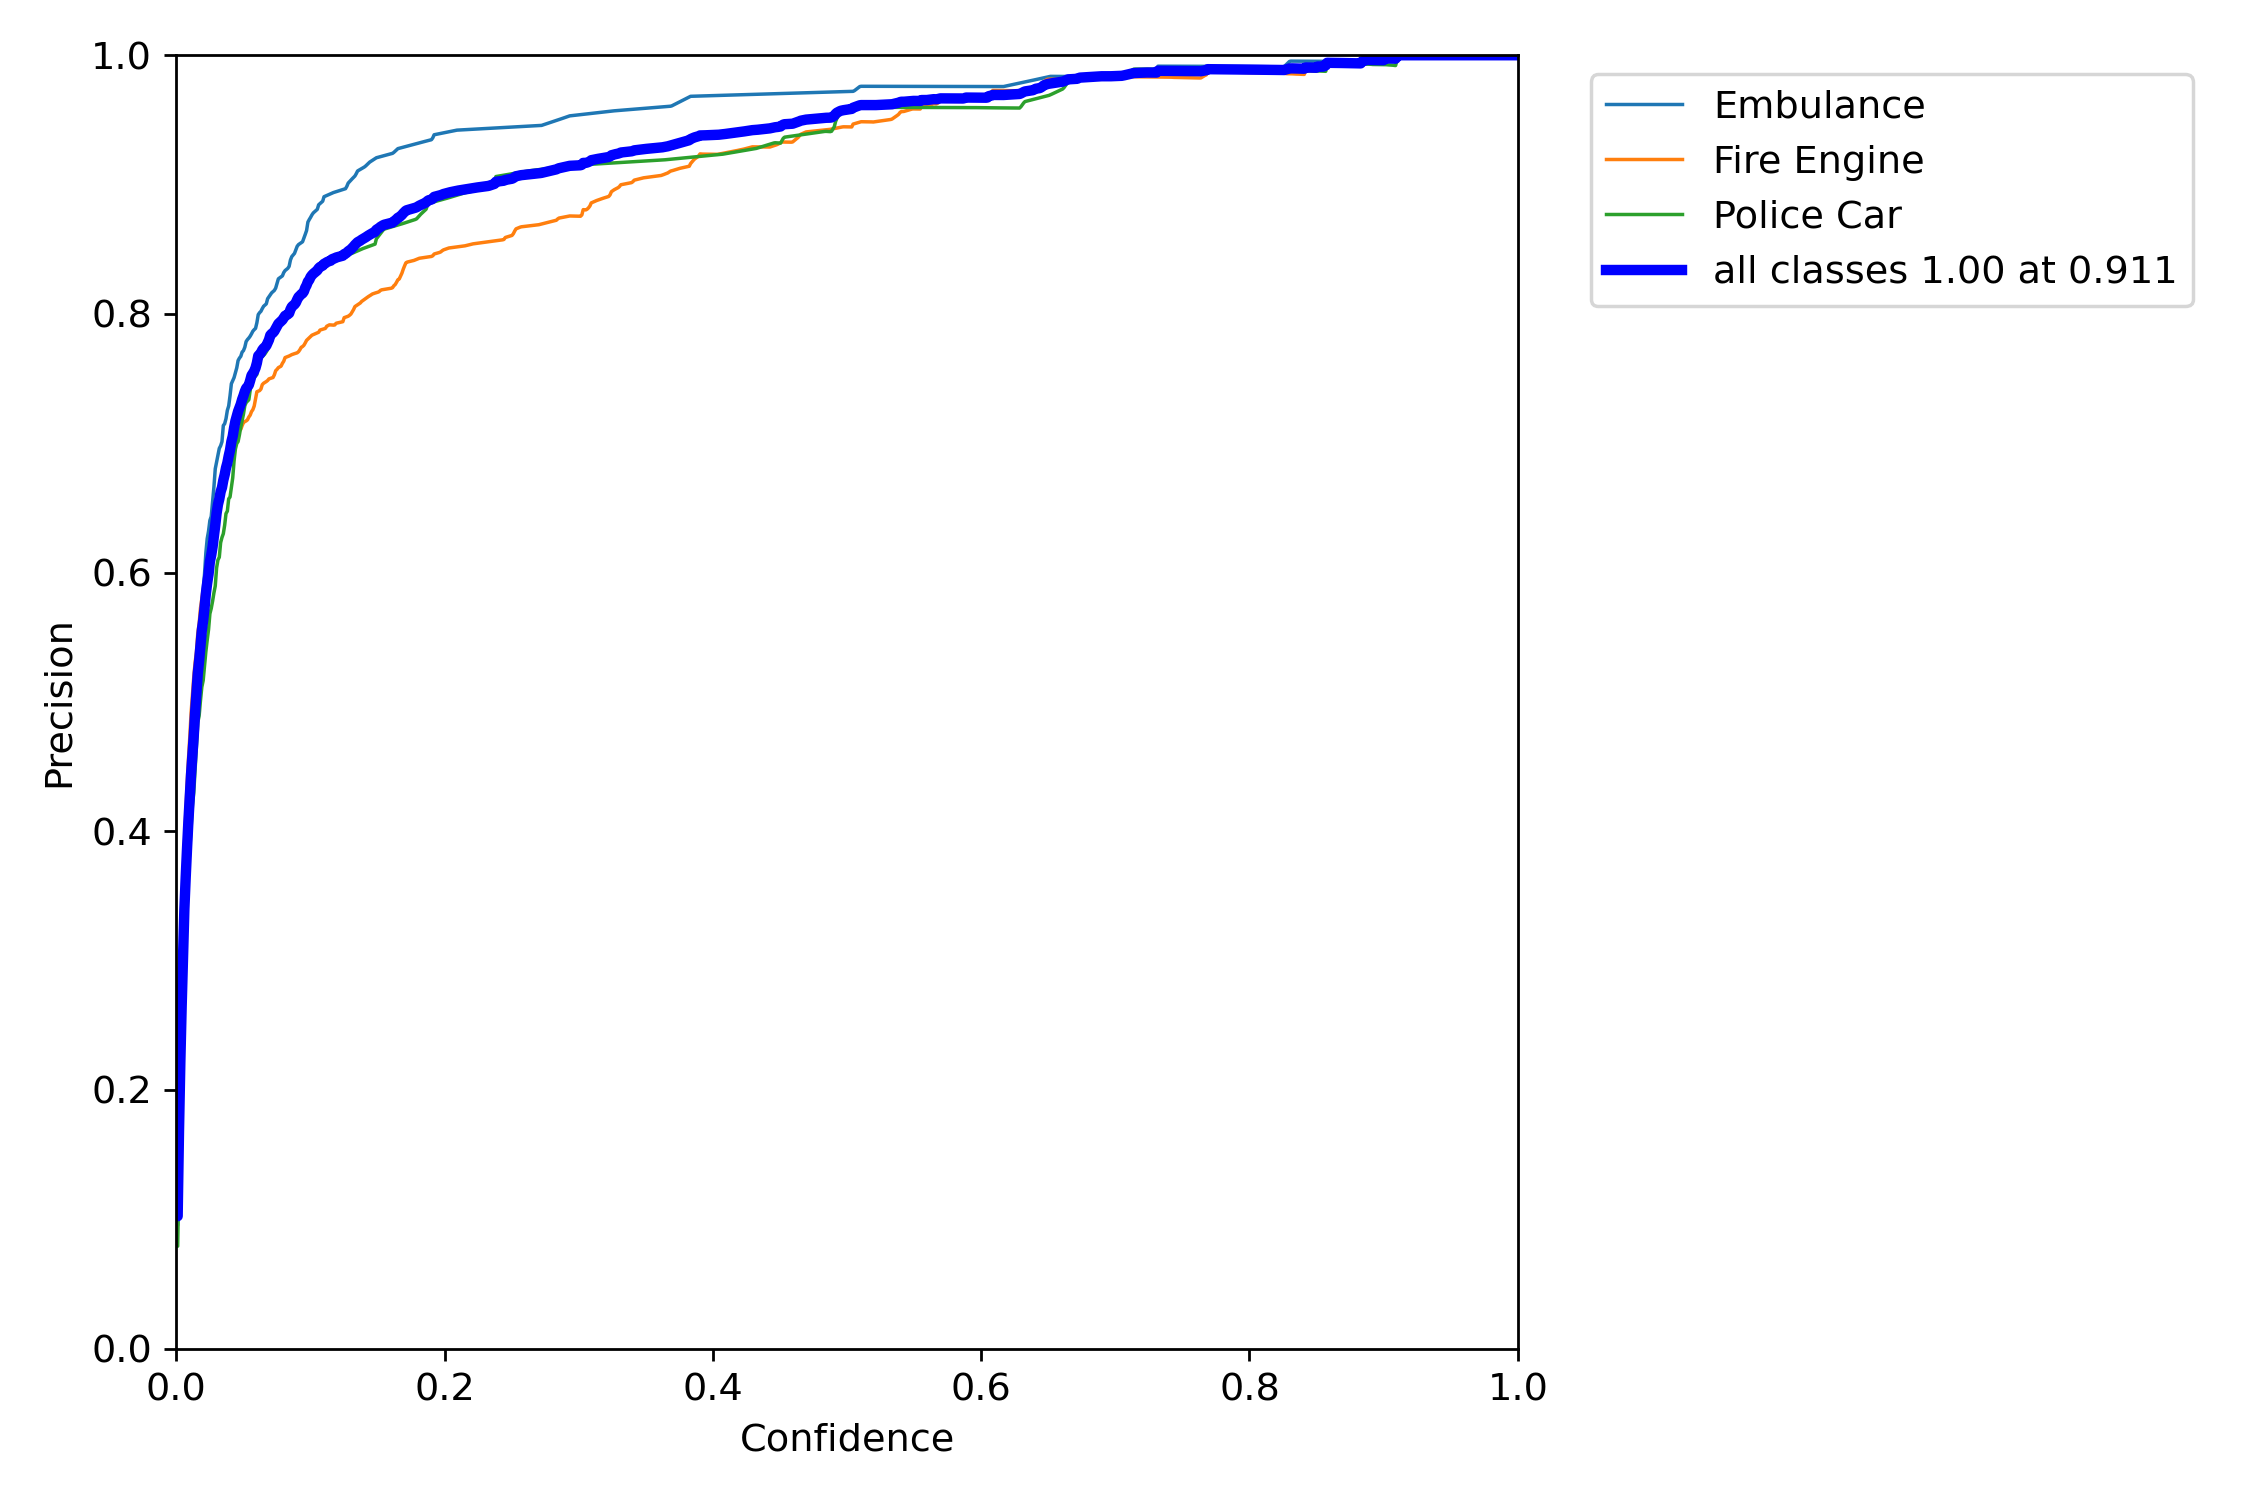 1.0
0.8
0.6
0.4
0.2
0.0
Precision
0.0 0.2 0.4 0.6 0.8 1.0
Confidence
Embulance
Fire Engine
Police Car
all classes 1.00 at 0.911